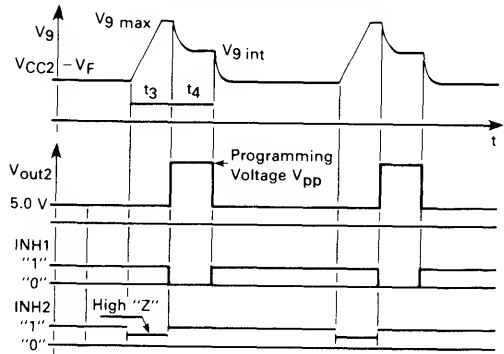 V9
V9 max
VCC2 – VF
V9 int
t3
t4
t
Vout2
Programming
Voltage Vpp
5.0 V
INH1
"1"
"0"
High "Z"
INH2
"1"
"0"